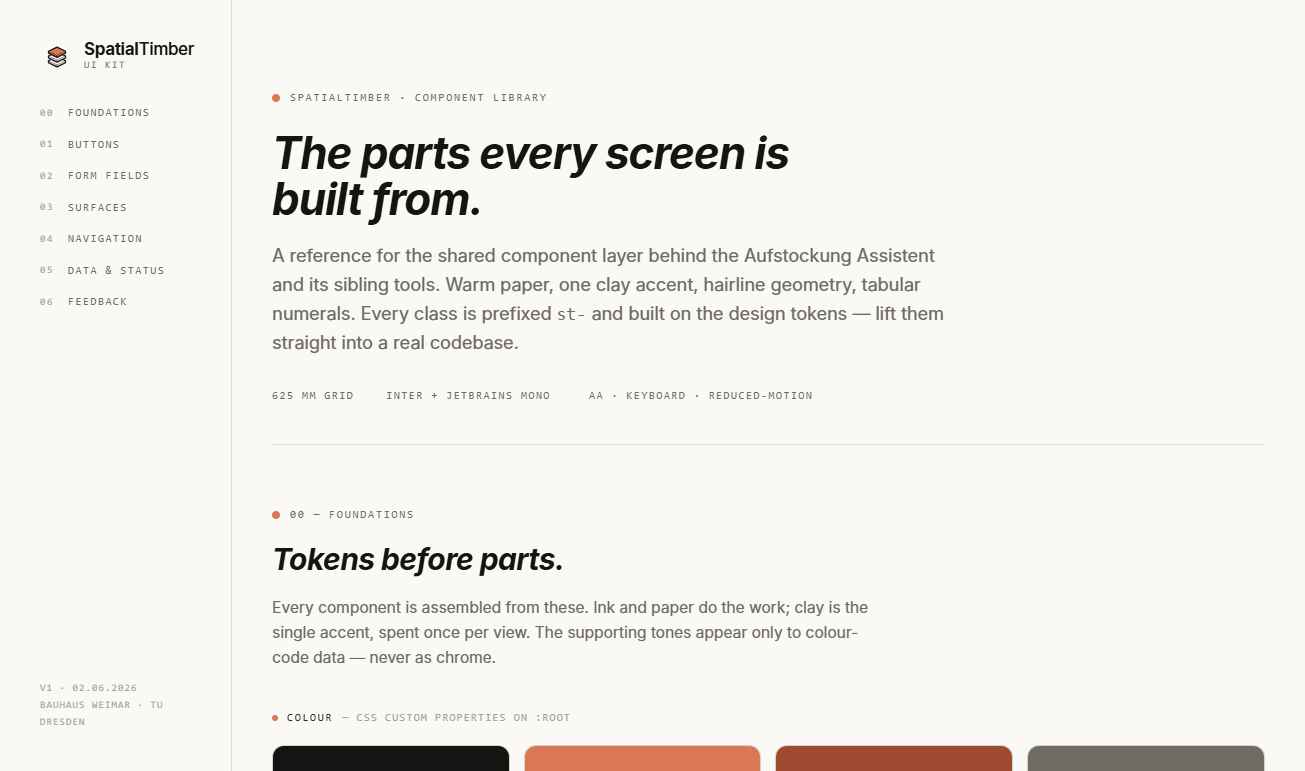 SpatialTimber
UI KIT
00 FOUNDATIONS
01 BUTTONS
02 FORM FIELDS
03 SURFACES
04 NAVIGATION
05 DATA & STATUS
06 FEEDBACK
V1 · 02.06.2026
BAUHAUS WEIMAR · TU
DRESDEN
SPATIALTIMBER · COMPONENT LIBRARY
The parts every screen is
built from.
A reference for the shared component layer behind the Aufstockung Assistent
and its sibling tools. Warm paper, one clay accent, hairline geometry, tabular
numerals. Every class is prefixed st- and built on the design tokens — lift them
straight into a real codebase.
625 MM GRID INTER + JETBRAINS MONO AA · KEYBOARD · REDUCED-MOTION
00 — FOUNDATIONS
Tokens before parts.
Every component is assembled from these. Ink and paper do the work; clay is the
single accent, spent once per view. The supporting tones appear only to colour-
code data — never as chrome.
COLOUR — CSS CUSTOM PROPERTIES ON :ROOT